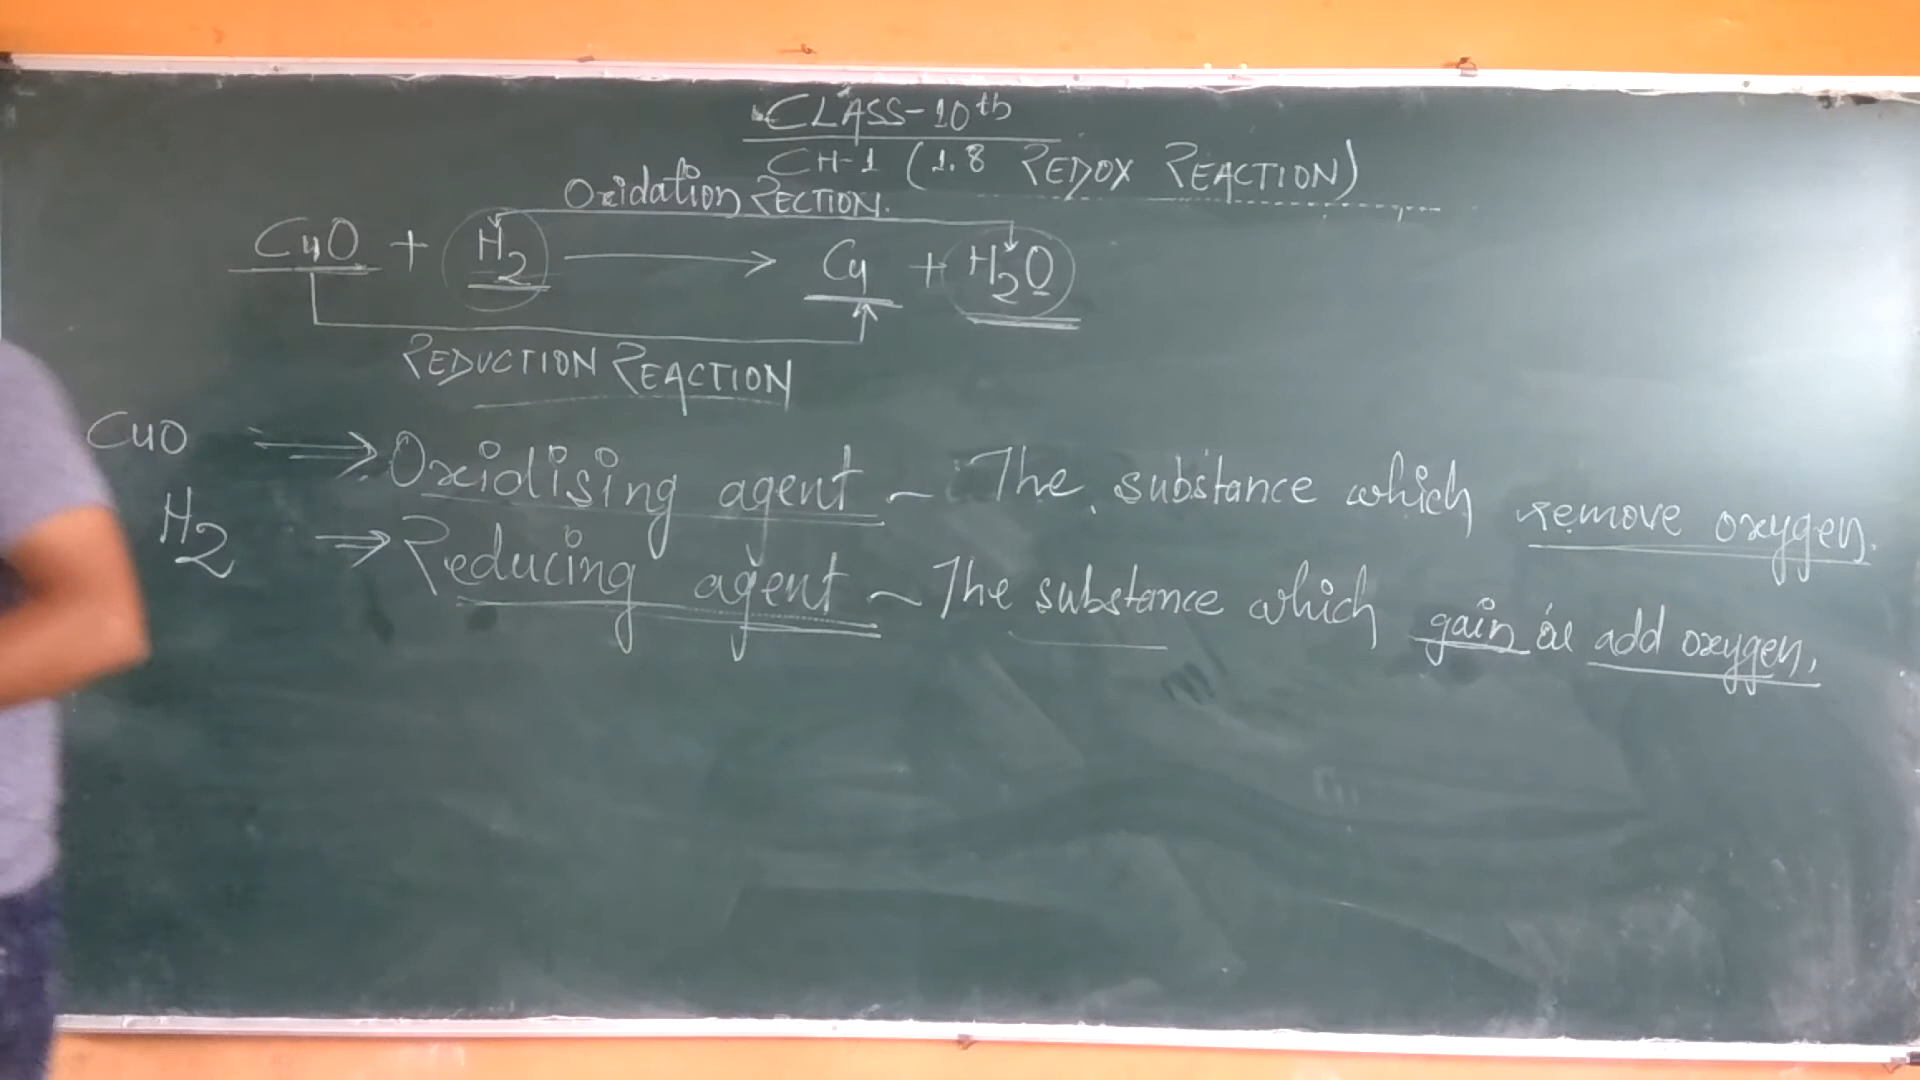 CLASS-10th
CH-1 (1.8 REDOX REACTION)
Oxidation RECTION.
CuO + H2 → Cu + H2O
REDUCTION REACTION
CuO ⇒ Oxidising agent - The substance which remove oxygen.
H2 ⇒ Reducing agent - The substance which gain or add oxygen.